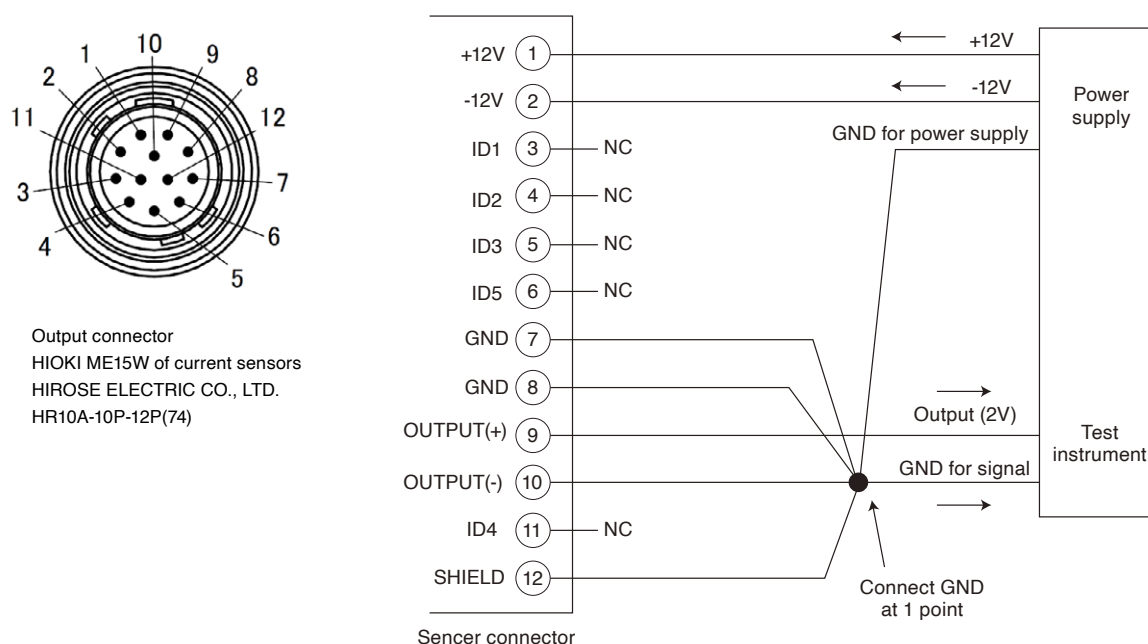 10
1
9
2
8
11
12
3
7
4
6
5
Output connector
HIOKI ME15W of current sensors
HIROSE ELECTRIC CO., LTD.
HR10A-10P-12P(74)
+12V 1
+12V
-12V 2
-12V
Power
supply
GND for power supply
ID1 3 NC
ID2 4 NC
ID3 5 NC
ID5 6 NC
GND 7
GND 8
OUTPUT(+) 9
Output (2V)
Test
instrument
OUTPUT(-) 10
GND for signal
ID4 11 NC
SHIELD 12
Connect GND
at 1 point
Sencer connector